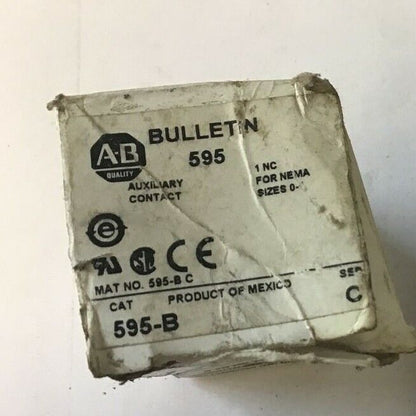 BULLETIN
A-B
QUALITY
595
AUXILIARY
CONTACT
1 NC
FOR NEMA
SIZES 0-
MAT NO. 595-B C
CAT
PRODUCT OF MEXICO
SER
595-B
C